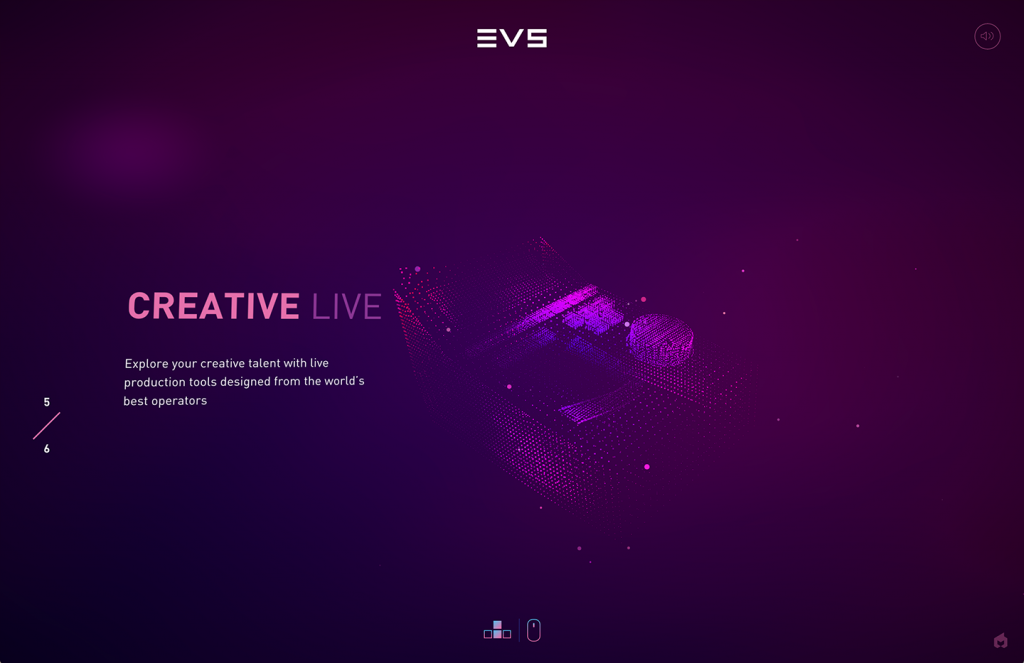 EVS
CREATIVE LIVE
Explore your creative talent with live
production tools designed from the world's
best operators
5
6